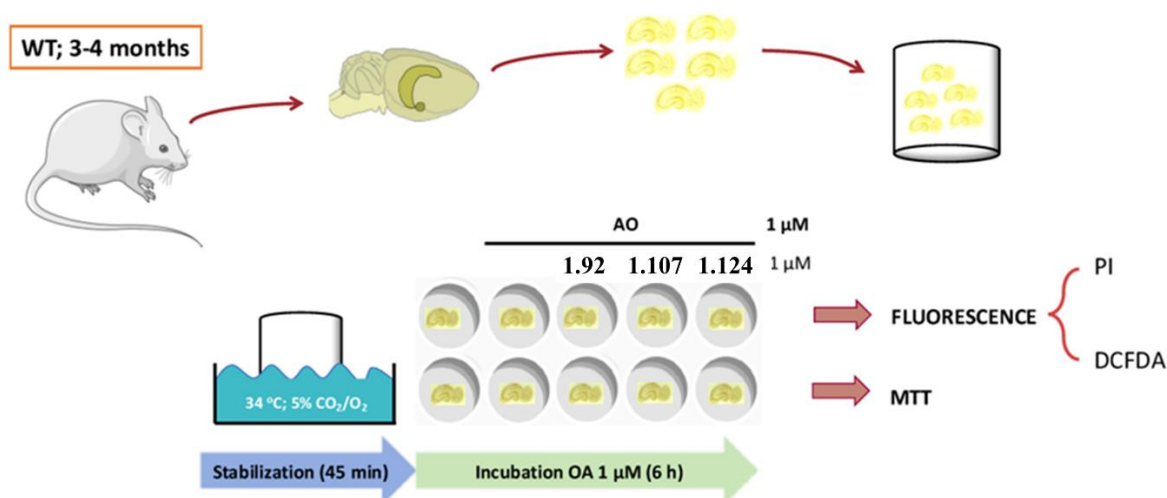 WT; 3-4 months
AO 1 µM
1.92 1.107 1.124 1 µM
PI
FLUORESCENCE
DCFDA
MTT
34 ºC; 5% CO₂/O₂
Stabilization (45 min) Incubation OA 1 µM (6 h)